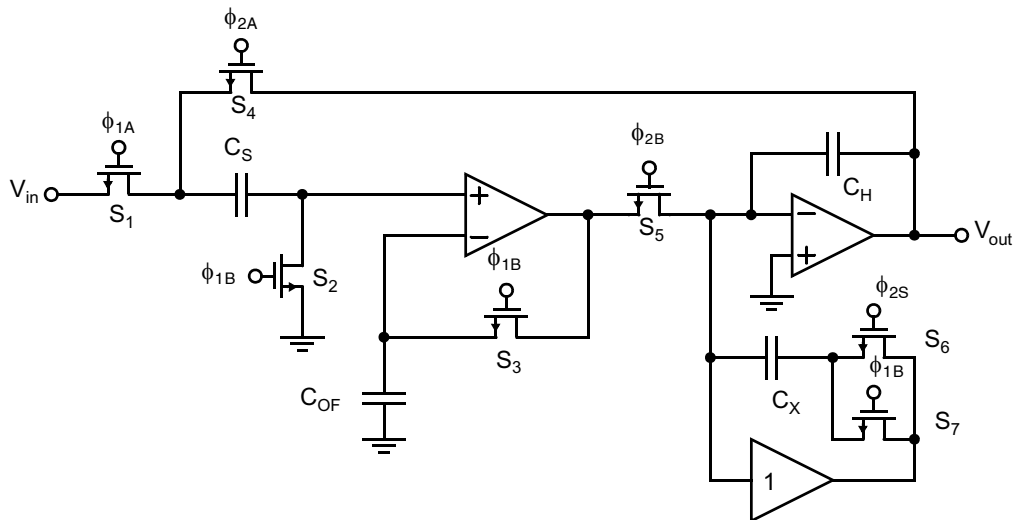 ϕ2A
S4
ϕ1A
CS
ϕ2B
Vin
S1
+
−
S5
CH
−
+
Vout
ϕ1B
S2
ϕ1B
ϕ2S
S3
S6
ϕ1B
COF
CX
S7
1